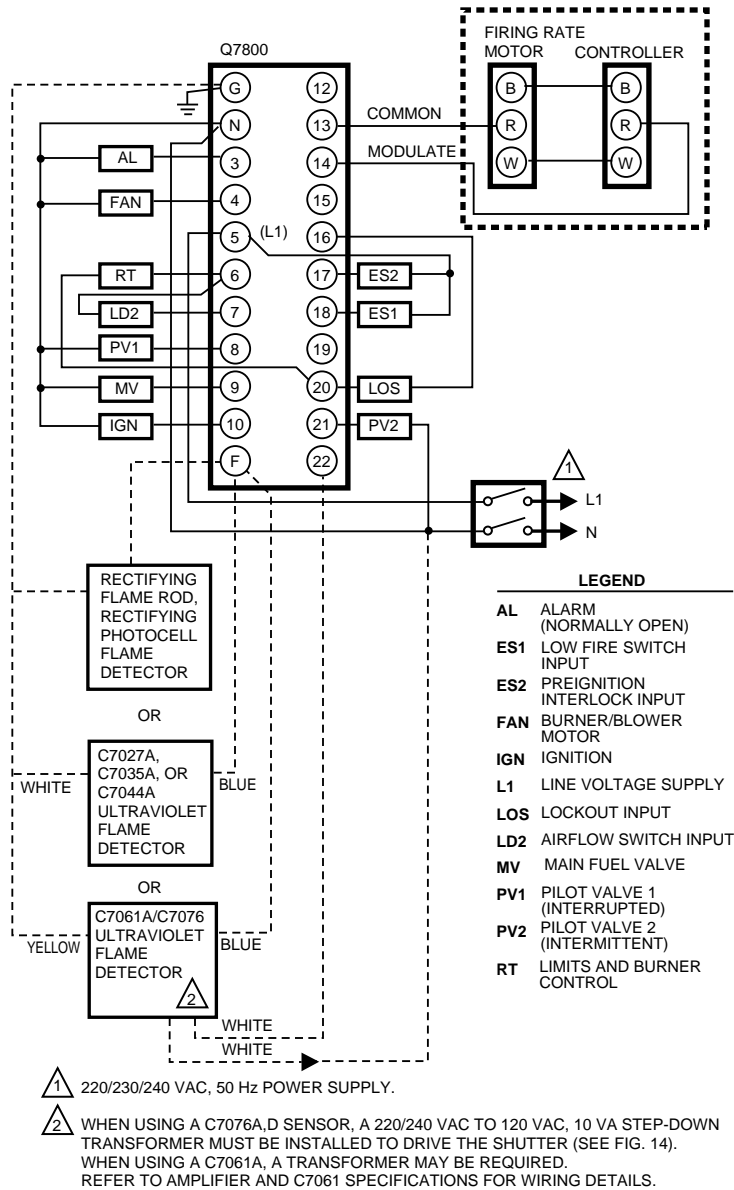 FIRING RATE
MOTOR CONTROLLER
Q7800
G 12 B B
N 13 COMMON R R
AL 3 14 MODULATE W W
FAN 4 15
5 (L1) 16
RT 6 17 ES2
LD2 7 18 ES1
PV1 8 19
MV 9 20 LOS
IGN 10 21 PV2
F 22
1
L1
N
RECTIFYING
FLAME ROD,
RECTIFYING
PHOTOCELL
FLAME
DETECTOR
OR
WHITE
C7027A,
C7035A, OR
C7044A
ULTRAVIOLET
FLAME
DETECTOR
BLUE
OR
YELLOW
C7061A/C7076
ULTRAVIOLET
FLAME
DETECTOR
2
BLUE
WHITE
WHITE
LEGEND
AL ALARM
(NORMALLY OPEN)
ES1 LOW FIRE SWITCH
INPUT
ES2 PREIGNITION
INTERLOCK INPUT
FAN BURNER/BLOWER
MOTOR
IGN IGNITION
L1 LINE VOLTAGE SUPPLY
LOS LOCKOUT INPUT
LD2 AIRFLOW SWITCH INPUT
MV MAIN FUEL VALVE
PV1 PILOT VALVE 1
(INTERRUPTED)
PV2 PILOT VALVE 2
(INTERMITTENT)
RT LIMITS AND BURNER
CONTROL
1 220/230/240 VAC, 50 Hz POWER SUPPLY.
2 WHEN USING A C7076A,D SENSOR, A 220/240 VAC TO 120 VAC, 10 VA STEP-DOWN
TRANSFORMER MUST BE INSTALLED TO DRIVE THE SHUTTER (SEE FIG. 14).
WHEN USING A C7061A, A TRANSFORMER MAY BE REQUIRED.
REFER TO AMPLIFIER AND C7061 SPECIFICATIONS FOR WIRING DETAILS.